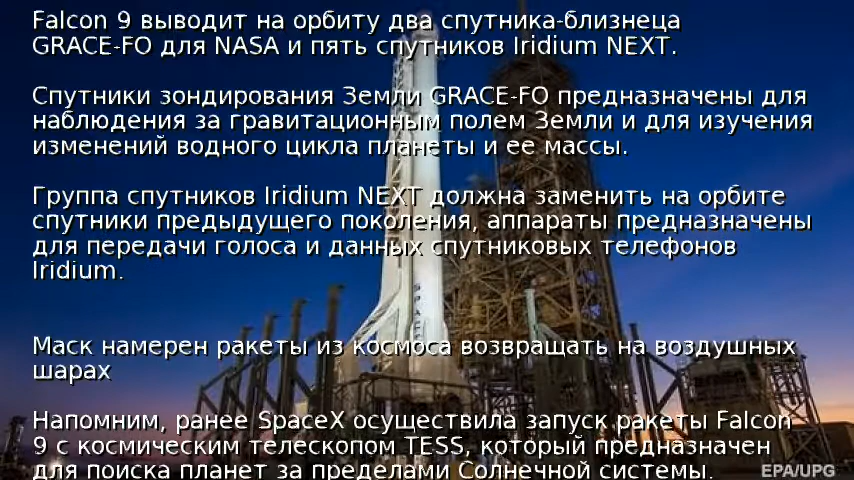 Falcon 9 выводит на орбиту два спутника-близнеца
GRACE-FO для NASA и пять спутников Iridium NEXT.
Спутники зондирования Земли GRACE-FO предназначены для
наблюдения за гравитационным полем Земли и для изучения
изменений водного цикла планеты и ее массы.
Группа спутников Iridium NEXT должна заменить на орбите
спутники предыдущего поколения, аппараты предназначены
для передачи голоса и данных спутниковых телефонов
Iridium.
Маск намерен ракеты из космоса возвращать на воздушных
шарах
Напомним, ранее SpaceX осуществила запуск ракеты Falcon
9 с космическим телескопом TESS, который предназначен
для поиска планет за пределами Солнечной системы.
EPA/UPG